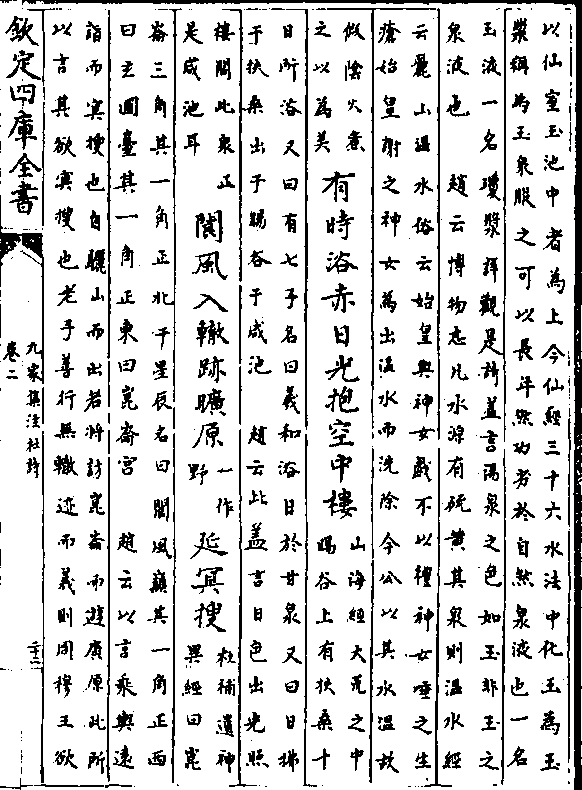 以仙室玉池中者為上今仙經三十六水法中化玉為玉
漿稱為玉泉服之可以長年然功劣於自然泉液也一名
玉液一名瓊漿詳觀是詩蓋言湯泉之色如玉非玉之
泉液也　趙云博物志凡水源有硫黄其泉則温水經
云麗山温水俗云始皇與神女戲不以禮神女唾之生
瘡始皇謝之神女為出温水而洗除今公以其水温故
似陰火煮
之以為美
有時浴赤日光抱空中樓
山海經大荒之中
暘谷上有扶桑十
日所浴又曰有女子名曰羲和浴日於甘泉又曰日拂
于扶桑出于暘谷于咸池　趙云此蓋言日色出光照
樓閣此泉正
是咸池耳
閬風入轍跡曠原
一作
野
延冥搜
杜補遺神
異經曰崑
崙三角其一角正北干星辰名曰閬風巔其一角正西
曰玄圃臺其一角正東曰崑崙宫　趙云以言乘輿遠
詣而冥搜也自驪山而出若將訪崑崙而遊廣原此所
以言其欲冥搜也老子善行無轍迹而義則周穆王欲
欽定四庫全書
九家集注杜詩
卷二
二十二